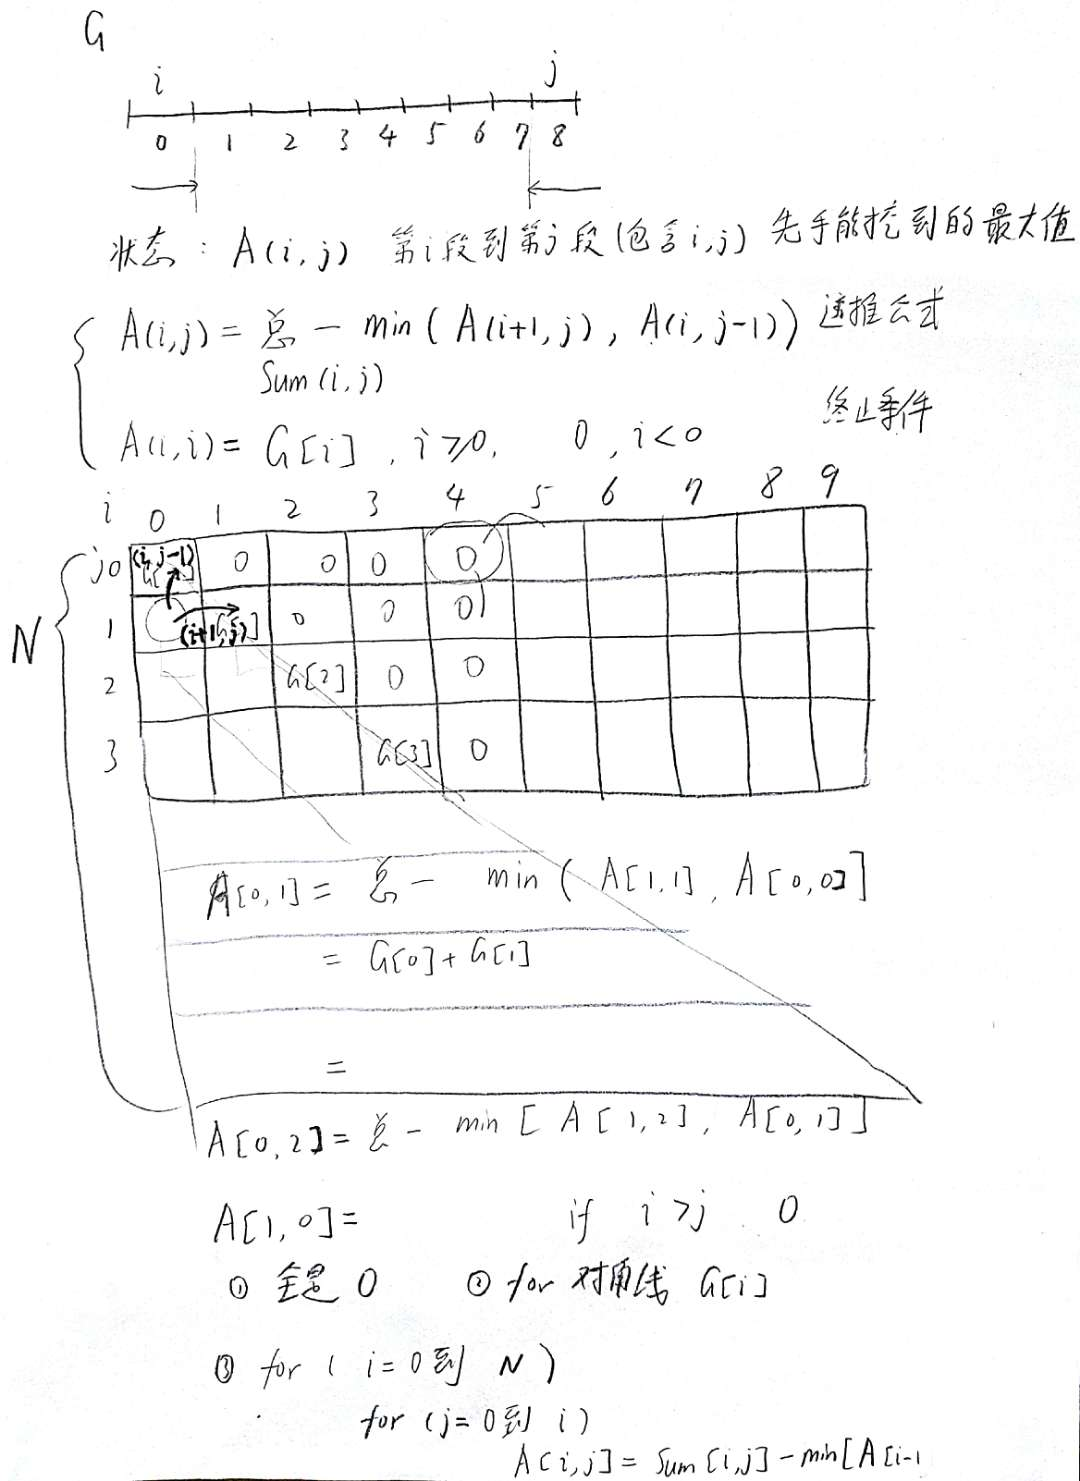 G
i j
0 1 2 3 4 5 6 7 8
状态: A(i, j) 第i段到第j段(包含i,j) 先手能挖到的最大值
A(i,j) = 总 - min ( A(i+1, j) , A(i, j-1) ) 递推公式
Sum(i, j)
终止条件
A(i,i) = G[i] , i≥0, 0 , i<0
i 0 1 2 3 4 5 6 7 8 9
j 0 (i, j-1) 0 0 0 0
1 (i+1, j) 0 0 0
2 G[2] 0 0
3 G[3] 0
N
A[0,1] = 总 - min ( A[1,1] , A[0,0]]
= G[0]+G[1]
=
A[0,2] = 总 - min [ A[1,2] , A[0,1]]
A[1,0] = if i>j 0
① 全是 0 ② for 对角线 G[i]
③ for ( i=0到 N )
for (j=0到 i)
A[i,j] = Sum[i,j] - min[A[i-1